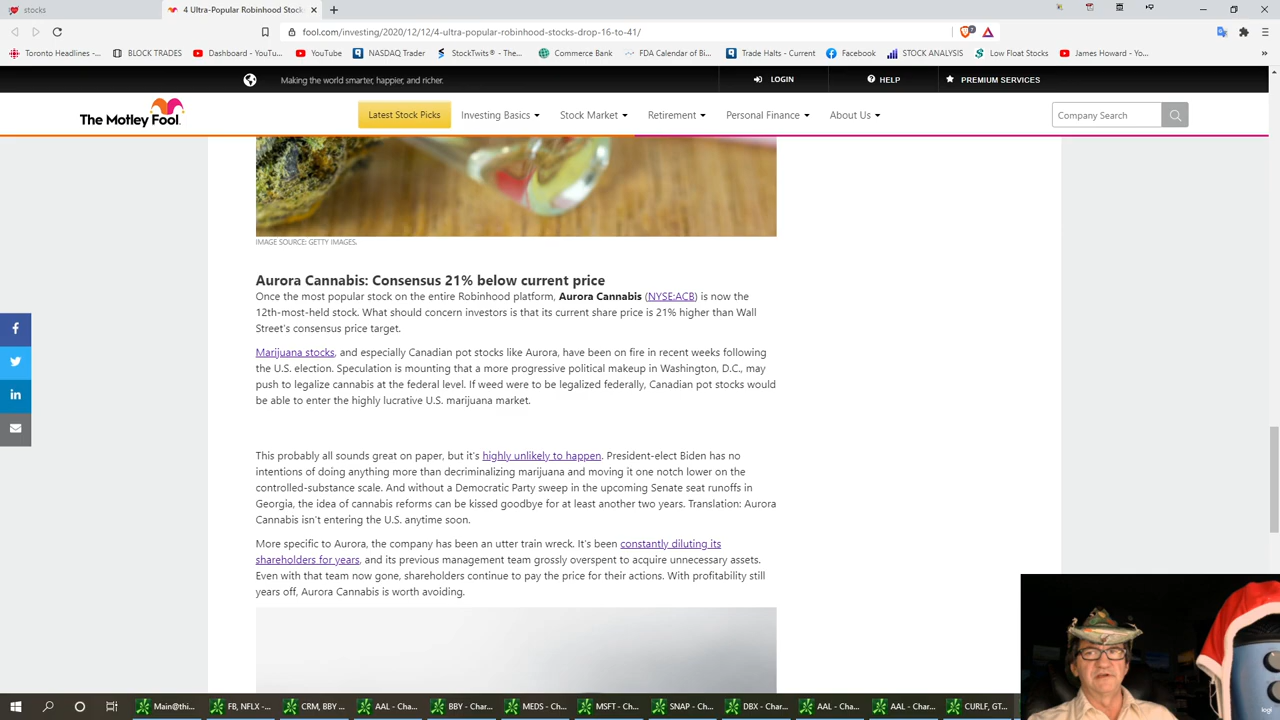 stocks
4 Ultra-Popular Robinhood Stock
fool.com/investing/2020/12/12/4-ultra-popular-robinhood-stocks-drop-16-to-41/
Toronto Headlines -...
BLOCK TRADES
Dashboard - YouTu...
YouTube
NASDAQ Trader
StockTwits® - The...
Commerce Bank
FDA Calendar of Bi...
Trade Halts - Current
Facebook
STOCK ANALYSIS
Low Float Stocks
James Howard - Yo...
Making the world smarter, happier, and richer.
LOGIN
HELP
PREMIUM SERVICES
The Motley Fool.
Latest Stock Picks
Investing Basics
Stock Market
Retirement
Personal Finance
About Us
Company Search
IMAGE SOURCE: GETTY IMAGES.
Aurora Cannabis: Consensus 21% below current price
Once the most popular stock on the entire Robinhood platform, Aurora Cannabis (NYSE:ACB) is now the
12th-most-held stock. What should concern investors is that its current share price is 21% higher than Wall
Street's consensus price target.
Marijuana stocks, and especially Canadian pot stocks like Aurora, have been on fire in recent weeks following
the U.S. election. Speculation is mounting that a more progressive political makeup in Washington, D.C., may
push to legalize cannabis at the federal level. If weed were to be legalized federally, Canadian pot stocks would
be able to enter the highly lucrative U.S. marijuana market.
This probably all sounds great on paper, but it's highly unlikely to happen. President-elect Biden has no
intentions of doing anything more than decriminalizing marijuana and moving it one notch lower on the
controlled-substance scale. And without a Democratic Party sweep in the upcoming Senate seat runoffs in
Georgia, the idea of cannabis reforms can be kissed goodbye for at least another two years. Translation: Aurora
Cannabis isn't entering the U.S. anytime soon.
More specific to Aurora, the company has been an utter train wreck. It's been constantly diluting its
shareholders for years, and its previous management team grossly overspent to acquire unnecessary assets.
Even with that team now gone, shareholders continue to pay the price for their actions. With profitability still
years off, Aurora Cannabis is worth avoiding.
Main@thi...
FB, NFLX -...
CRM, BBY ...
AAL - Cha...
BBY - Char...
MEDS - Ch...
MSFT - Ch...
SNAP - Ch...
DBX - Char...
AAL - Cha...
AAL - Cha...
CURLF, GT...
logi